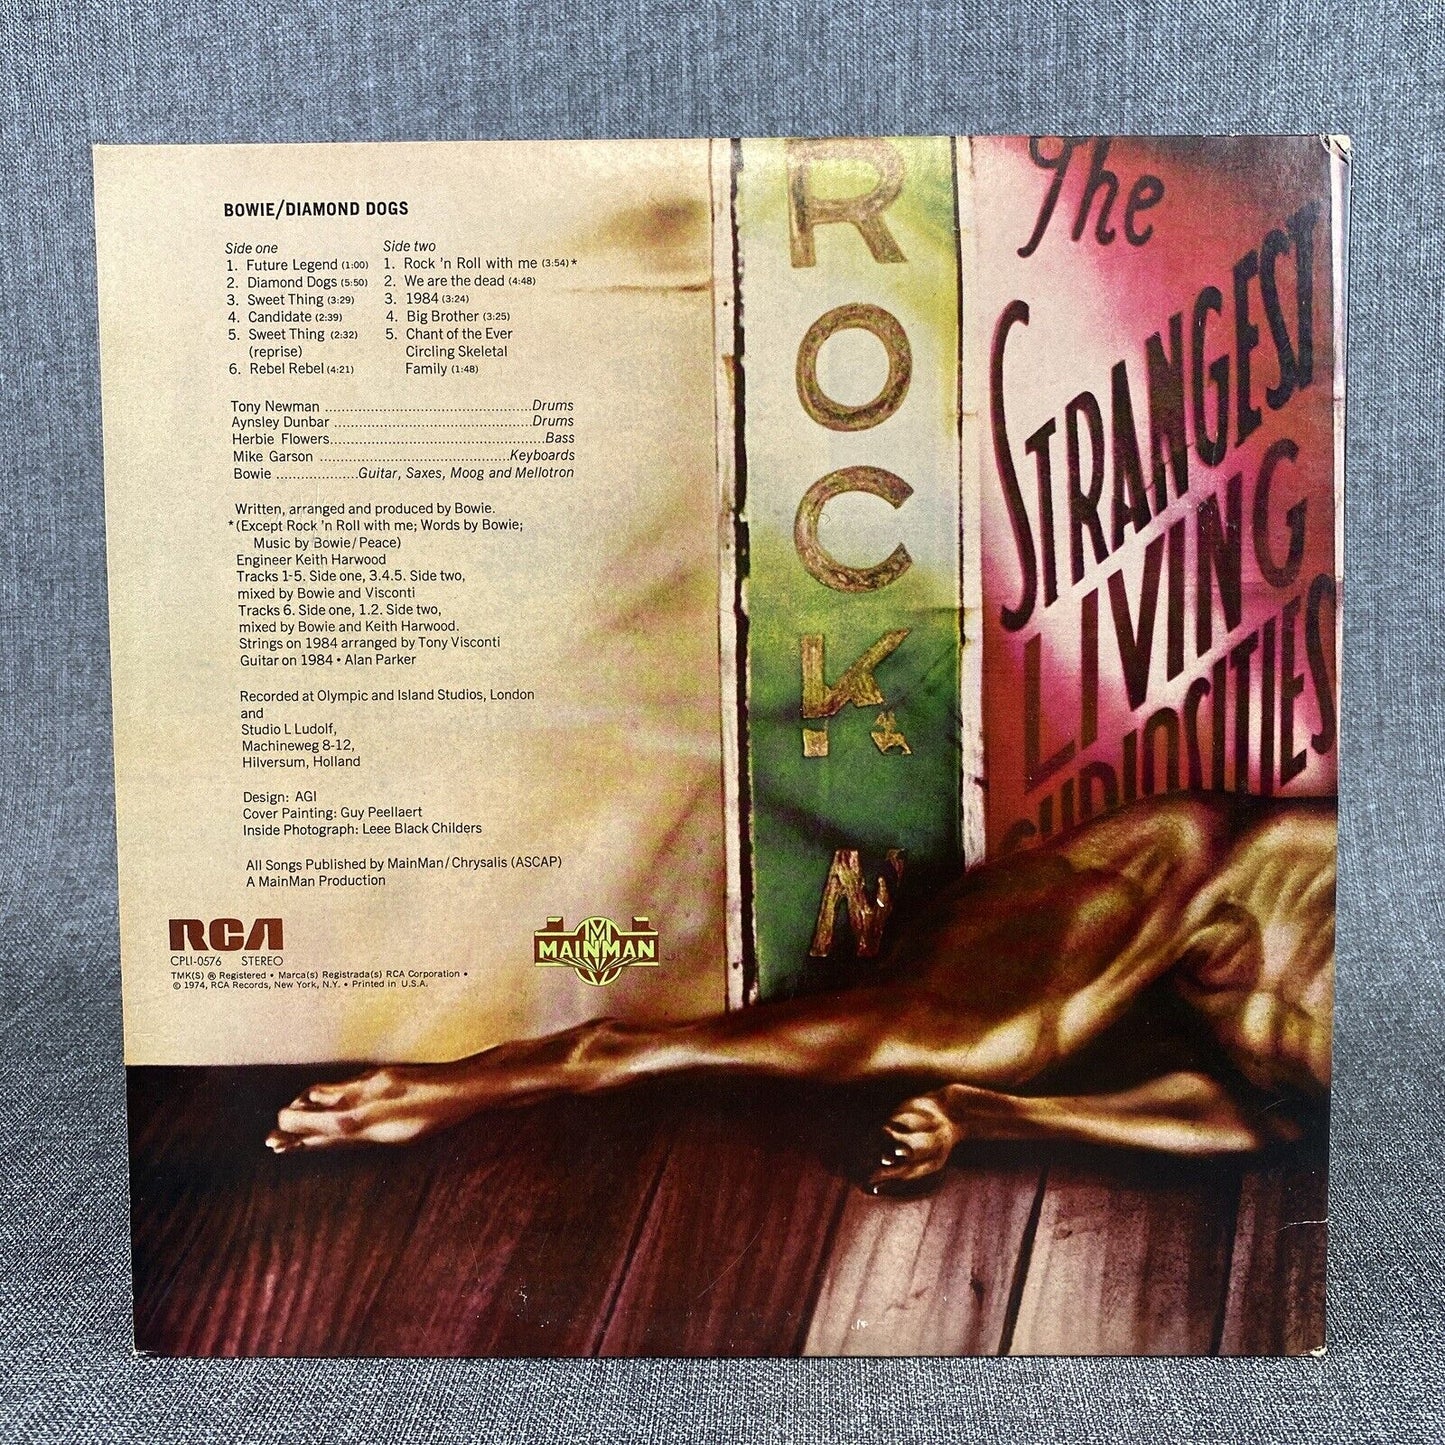 BOWIE/DIAMOND DOGS
Side one
1. Future Legend (1:00)
2. Diamond Dogs (5:50)
3. Sweet Thing (3:29)
4. Candidate (2:39)
5. Sweet Thing (2:32)
(reprise)
6. Rebel Rebel (4:21)
Side two
1. Rock 'n Roll with me (3:54)*
2. We are the dead (4:48)
3. 1984 (3:24)
4. Big Brother (3:25)
5. Chant of the Ever
Circling Skeletal
Family (1:48)
Tony Newman ................................................Drums
Aynsley Dunbar ..............................................Drums
Herbie Flowers..................................................Bass
Mike Garson ............................................Keyboards
Bowie ...................Guitar, Saxes, Moog and Mellotron
Written, arranged and produced by Bowie.
*(Except Rock 'n Roll with me; Words by Bowie;
Music by Bowie/Peace)
Engineer Keith Harwood
Tracks 1-5. Side one, 3.4.5. Side two,
mixed by Bowie and Visconti
Tracks 6. Side one, 1.2. Side two,
mixed by Bowie and Keith Harwood.
Strings on 1984 arranged by Tony Visconti
Guitar on 1984 • Alan Parker
Recorded at Olympic and Island Studios, London
and
Studio L Ludolf,
Machineweg 8-12,
Hilversum, Holland
Design: AGI
Cover Painting: Guy Peellaert
Inside Photograph: Leee Black Childers
All Songs Published by MainMan/Chrysalis (ASCAP)
A MainMan Production
RCA
CPL1-0576 STEREO
TMK(S) ® Registered • Marca(s) Registrada(s) RCA Corporation •
© 1974, RCA Records, New York, N.Y. • Printed in U.S.A.
M
MAINMAN
ROCK N
The
STRANGEST
LIVING
CURIOSITIES